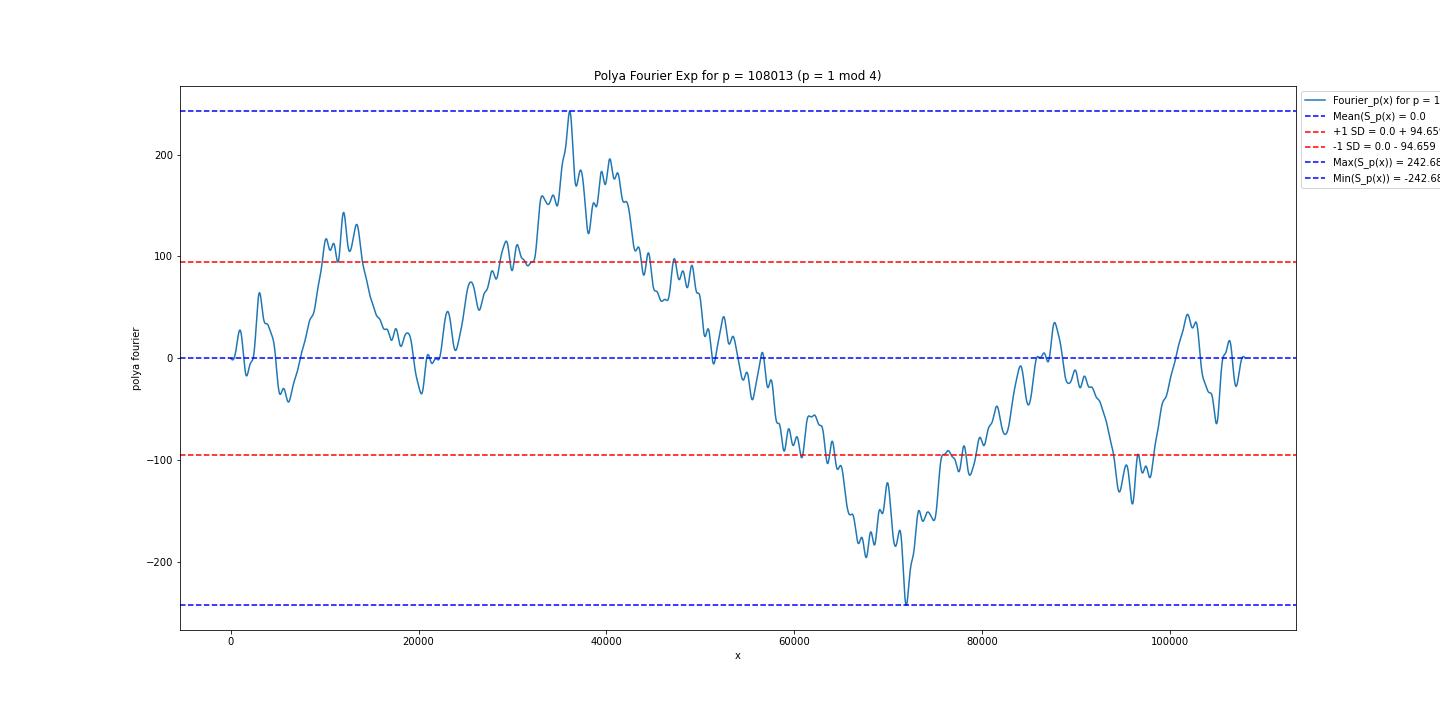 Polya Fourier Exp for p = 108013 (p = 1 mod 4)
Fourier_p(x) for p = 1
Mean(S_p(x) = 0.0
+1 SD = 0.0 + 94.659
-1 SD = 0.0 - 94.659
Max(S_p(x)) = 242.68
Min(S_p(x)) = -242.68
polya fourier
200
100
0
−100
−200
0
20000
40000
60000
80000
100000
x